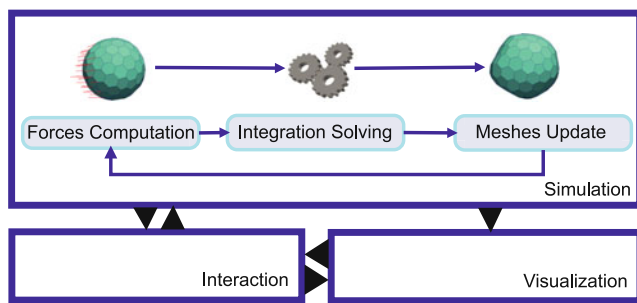 Forces Computation
Integration Solving
Meshes Update
Simulation
Interaction
Visualization